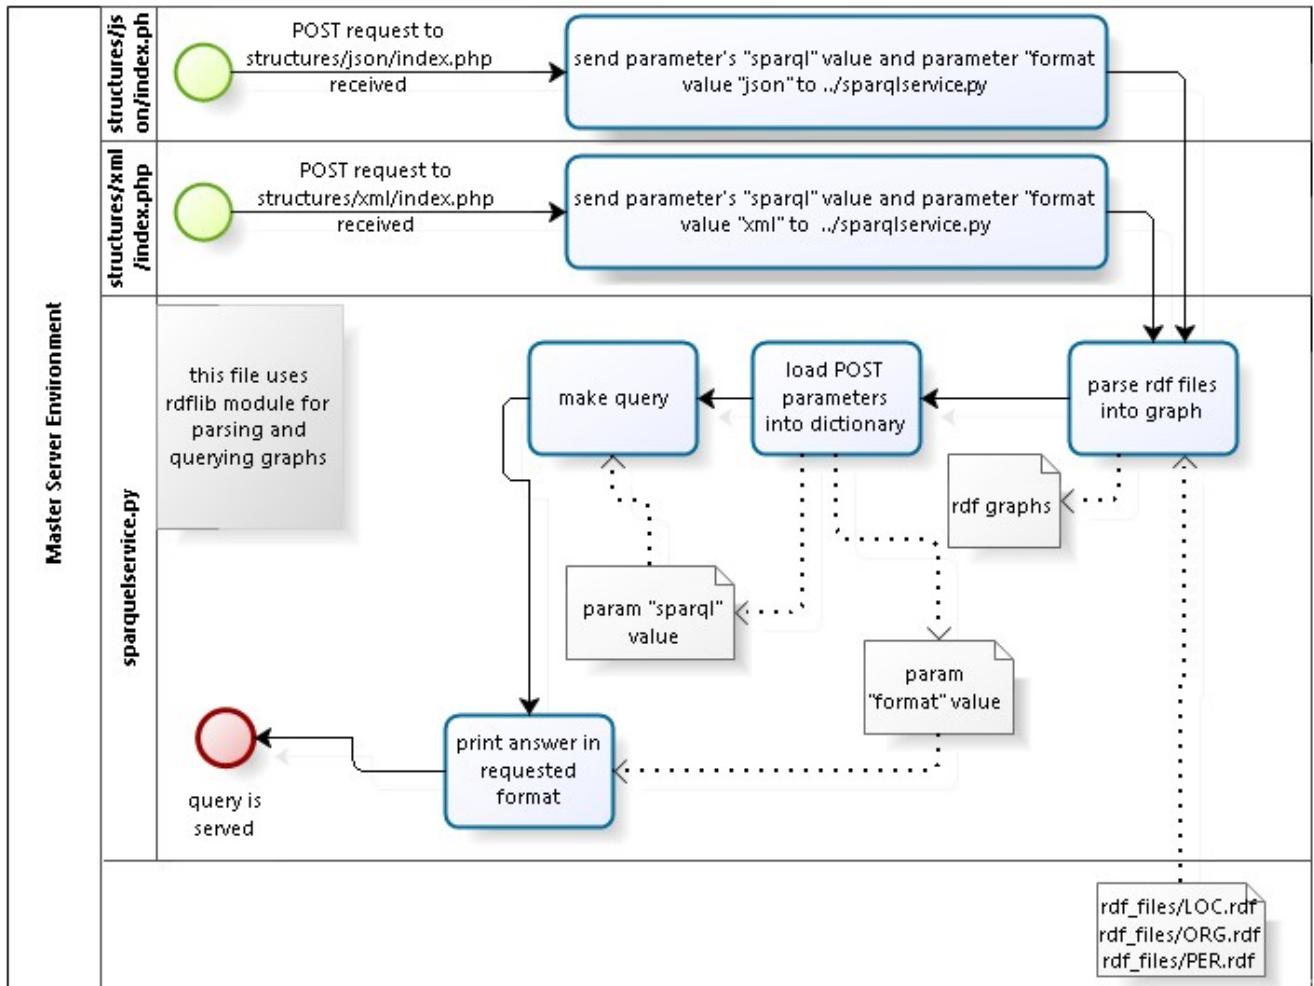 Master Server Environment
structures/js
on/index.ph
POST request to
structures/json/index.php
received
send parameter's "sparql" value and parameter "format
value "json" to ../sparqlservice.py
structures/xml
/index.php
POST request to
structures/xml/index.php
received
send parameter's "sparql" value and parameter "format
value "xml" to ../sparqlservice.py
sparquelservice.py
this file uses
rdflib module for
parsing and
querying graphs
make query
load POST
parameters
into dictionary
parse rdf files
into graph
rdf graphs
param "sparql"
value
param
"format" value
print answer in
requested
format
query is
served
rdf_files/LOC.rdf
rdf_files/ORG.rdf
rdf_files/PER.rdf